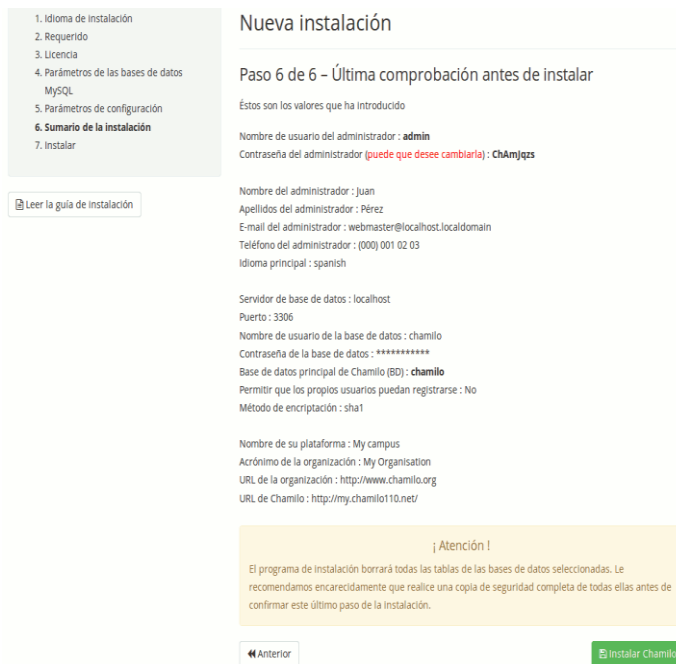 1. Idioma de instalación
2. Requerido
3. Licencia
4. Parámetros de las bases de datos
MySQL
5. Parámetros de configuración
6. Sumario de la instalación
7. Instalar
Leer la guía de instalación
Nueva instalación
Paso 6 de 6 – Última comprobación antes de instalar
Éstos son los valores que ha introducido
Nombre de usuario del administrador : admin
Contraseña del administrador (puede que desee cambiarla) : ChAmJqzs
Nombre del administrador : Juan
Apellidos del administrador : Pérez
E-mail del administrador : webmaster@localhost.localdomain
Teléfono del administrador : (000) 001 02 03
Idioma principal : spanish
Servidor de base de datos : localhost
Puerto : 3306
Nombre de usuario de la base de datos : chamilo
Contraseña de la base de datos : ***********
Base de datos principal de Chamilo (BD) : chamilo
Permitir que los propios usuarios puedan registrarse : No
Método de encriptación : sha1
Nombre de su plataforma : My campus
Acrónimo de la organización : My Organisation
URL de la organización : http://www.chamilo.org
URL de Chamilo : http://my.chamilo110.net/
¡ Atención !
El programa de instalación borrará todas las tablas de las bases de datos seleccionadas. Le
recomendamos encarecidamente que realice una copia de seguridad completa de todas ellas antes de
confirmar este último paso de la instalación.
Anterior
Instalar Chamilo